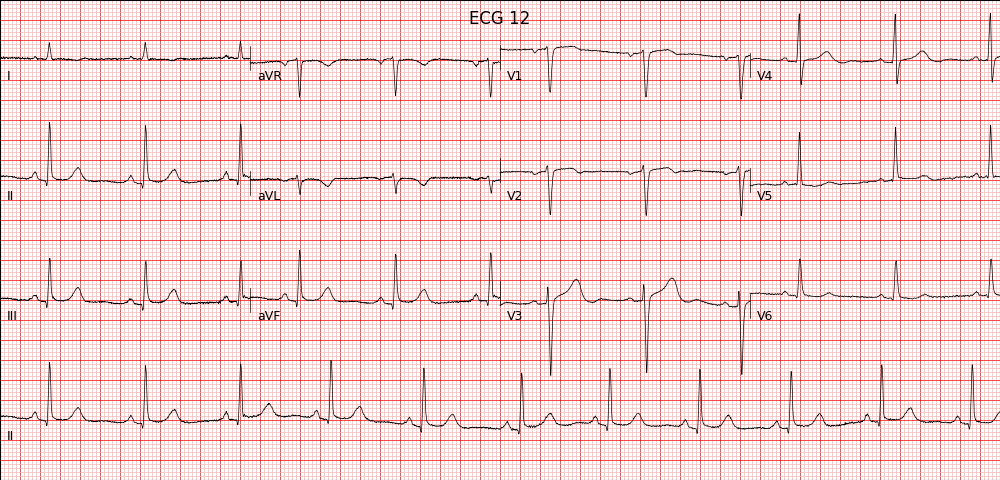 ECG 12
I aVR V1 V4
II aVL V2 V5
III aVF V3 V6
II